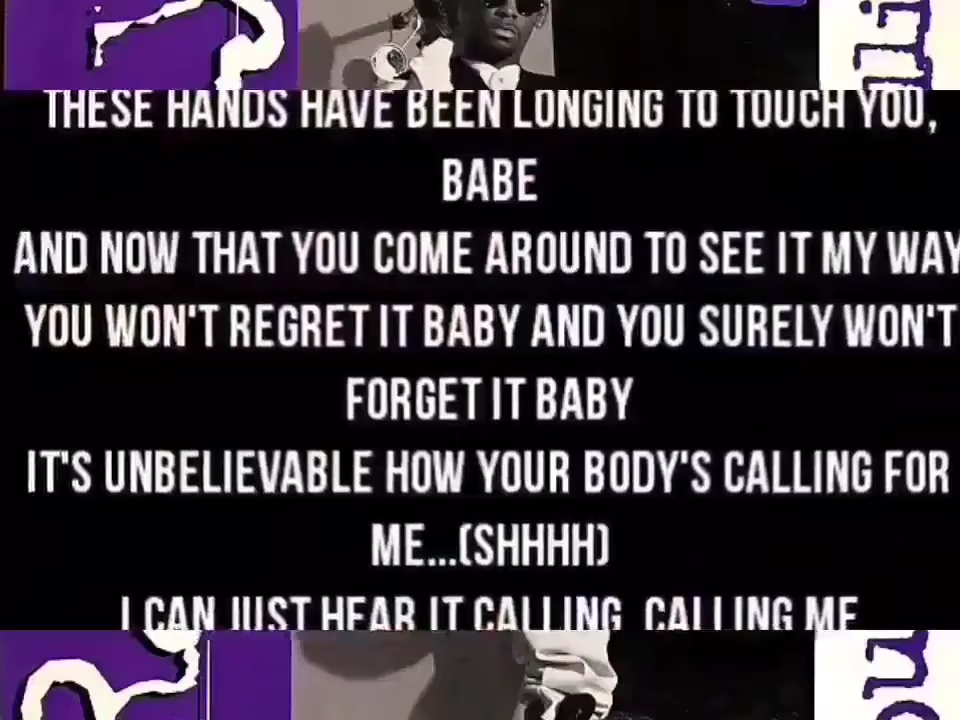 THESE HANDS HAVE BEEN LONGING TO TOUCH YOU,
BABE
AND NOW THAT YOU COME AROUND TO SEE IT MY WAY
YOU WON'T REGRET IT BABY AND YOU SURELY WON'T
FORGET IT BABY
IT'S UNBELIEVABLE HOW YOUR BODY'S CALLING FOR
ME...(SHHHH)
I CAN JUST HEAR IT CALLING CALLING ME